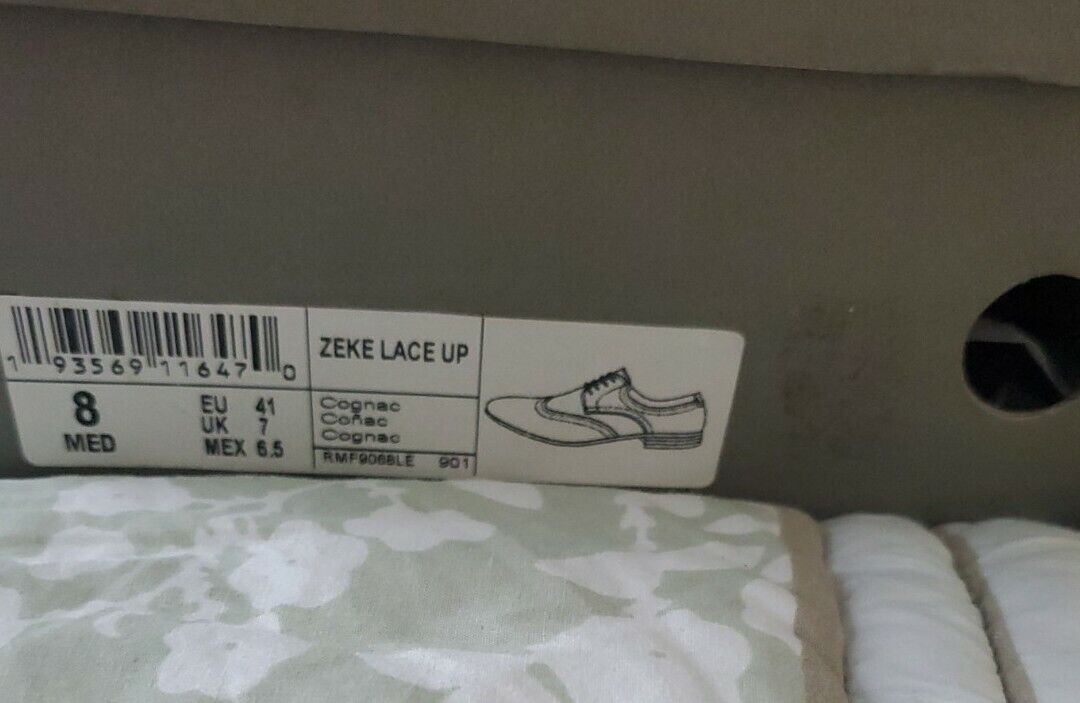 1 93569 11647 0
8
MED
EU 41
UK 7
MEX 6.5
ZEKE LACE UP
Cognac
Coñac
Cognac
RMF9066LE 901